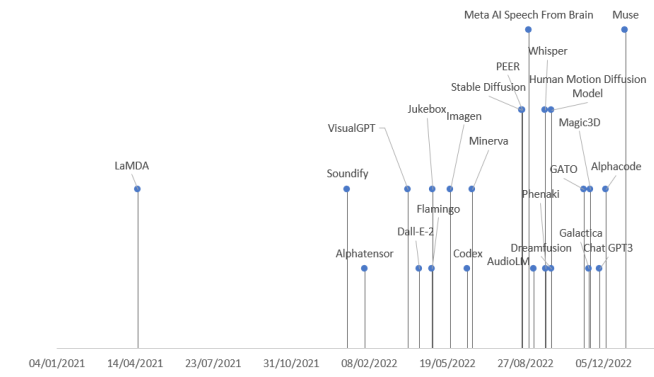 Meta AI Speech From Brain
Muse
Whisper
PEER
Stable Diffusion
Human Motion Diffusion
Model
Jukebox
Imagen
VisualGPT
Magic3D
Minerva
LaMDA
Soundify
GATO
Alphacode
Phenaki
Flamingo
Dall-E-2
Galactica
Alphatensor
Codex
Dreamfusion
Chat GPT3
AudioLM
04/01/2021
14/04/2021
23/07/2021
31/10/2021
08/02/2022
19/05/2022
27/08/2022
05/12/2022